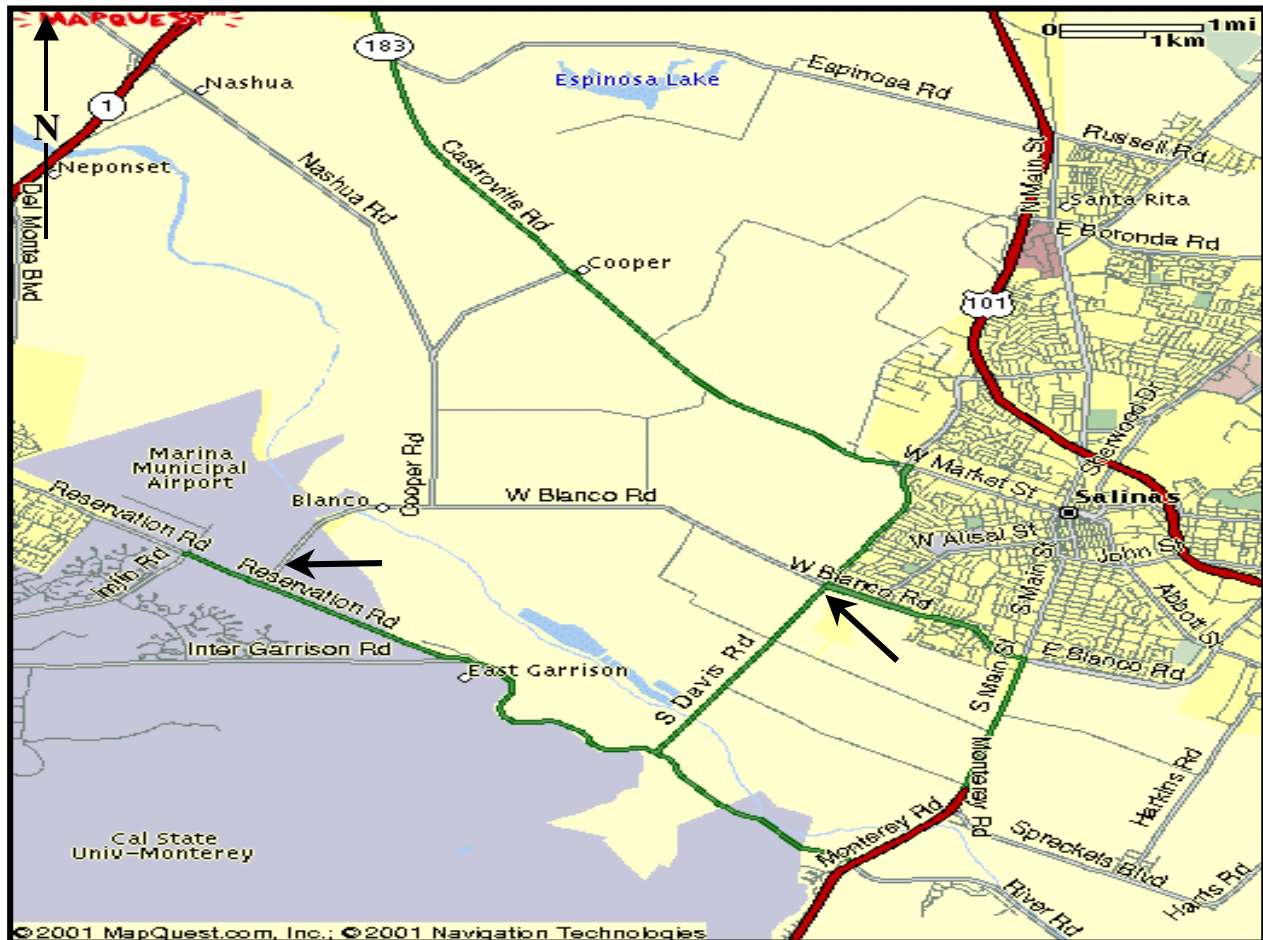 MAPQUEST
TM
183
0
1mi
1km
Espinosa Lake
Espinosa Rd
Nashua
1
N
Russell Rd
Neponset
Nashua Rd
Castroville Rd
N Main St
Del Monte Blvd
Santa Rita
E Boronda Rd
Cooper
101
Sherwood Dr
Cooper Rd
Marina
Municipal
Airport
W Market St
Reservation Rd
Blanco
W Blanco Rd
Salinas
W Alisal St
John St
Imjin Rd
Reservation Rd
W Blanco Rd
S Main St
Abbott St
Inter Garrison Rd
East Garrison
S Davis Rd
S Main St
E Blanco Rd
Monterey Rd
Harkins Rd
Monterey Rd
Cal State
Univ-Monterey
Spreckels Blvd
Harris Rd
River Rd
©2001 MapQuest.com, Inc.; ©2001 Navigation Technologies